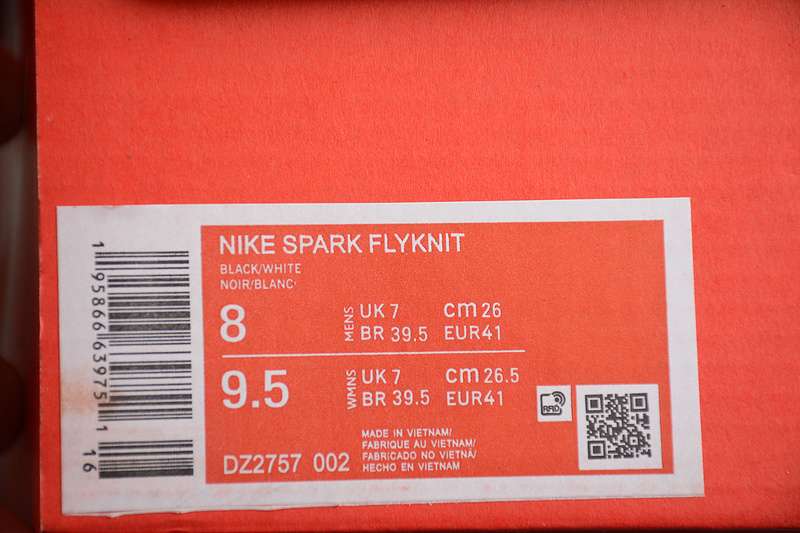 NIKE SPARK FLYKNIT
BLACK/WHITE
NOIR/BLANC
8 MENS UK 7 cm 26
BR 39.5 EUR41
9.5 WMNS UK 7 cm 26.5
BR 39.5 EUR41
MADE IN VIETNAM/
FABRIQUE AU VIETNAM/
FABRICADO NO VIETNÃ/
HECHO EN VIETNAM
DZ2757 002
RAD
1 95866 63975 1 16